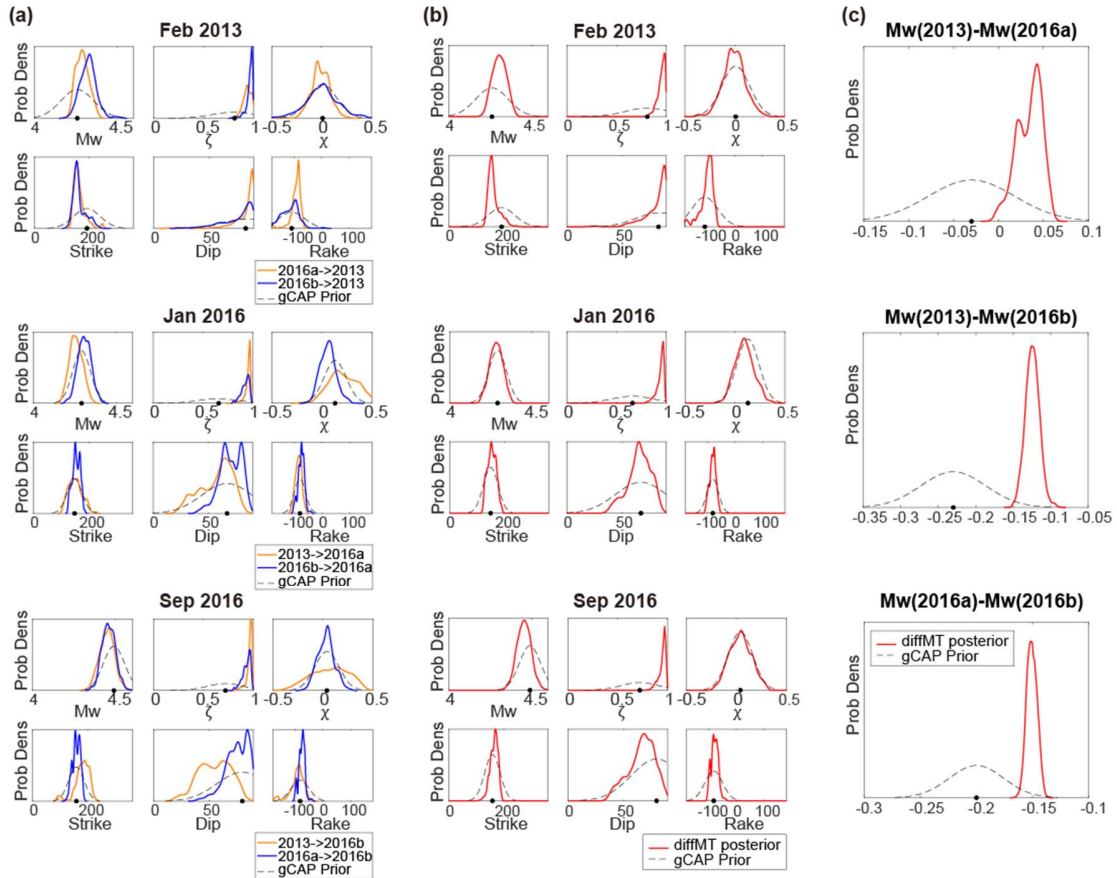 (a)
Feb 2013
Prob Dens
4 4.5
Mw
0 0.5 1
ζ
-0.5 0 0.5
χ
Prob Dens
0 200
Strike
50
Dip
-100 0 100
Rake
2016a->2013
2016b->2013
gCAP Prior
Jan 2016
Prob Dens
4 4.5
Mw
0 0.5 1
ζ
-0.5 0 0.5
χ
Prob Dens
0 200
Strike
50
Dip
-100 0 100
Rake
2013->2016a
2016b->2016a
gCAP Prior
Sep 2016
Prob Dens
4 4.5
Mw
0 0.5 1
ζ
-0.5 0 0.5
χ
Prob Dens
0 200
Strike
0 50
Dip
-100 0 100
Rake
2013->2016b
2016a->2016b
gCAP Prior
(b)
Feb 2013
Prob Dens
4 4.5
Mw
0 0.5 1
ζ
-0.5 0 0.5
χ
Prob Dens
0 200
Strike
0 50
Dip
-100 0 100
Rake
Jan 2016
Prob Dens
4 4.5
Mw
0 0.5 1
ζ
-0.5 0 0.5
χ
Prob Dens
0 200
Strike
0 50
Dip
-100 0 100
Rake
Sep 2016
Prob Dens
4 4.5
Mw
0 0.5 1
ζ
-0.5 0 0.5
χ
Prob Dens
0 200
Strike
0 50
Dip
-100 0 100
Rake
diffMT posterior
gCAP Prior
(c)
Mw(2013)-Mw(2016a)
Prob Dens
-0.15 -0.1 -0.05 0 0.05 0.1
Mw(2013)-Mw(2016b)
Prob Dens
-0.35 -0.3 -0.25 -0.2 -0.15 -0.1 -0.05
Mw(2016a)-Mw(2016b)
diffMT posterior
gCAP Prior
Prob Dens
-0.3 -0.25 -0.2 -0.15 -0.1